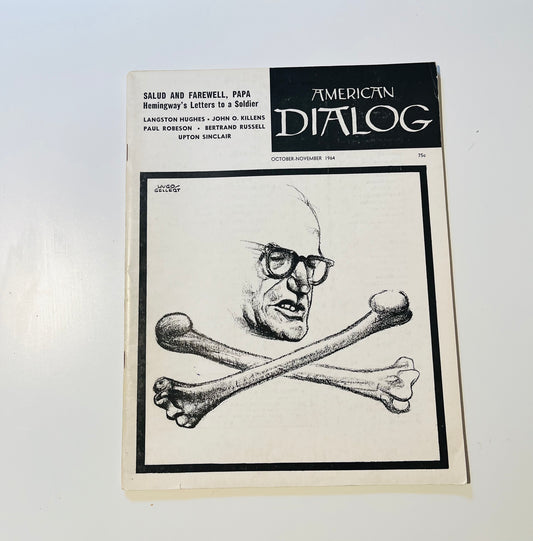 SALUD AND FAREWELL, PAPA
Hemingway's Letters to a Soldier
LANGSTON HUGHES • JOHN O. KILLENS
PAUL ROBESON • BERTRAND RUSSELL
UPTON SINCLAIR
AMERICAN
DIALOG
OCTOBER-NOVEMBER 1964 75c
HUGO
GELLERT